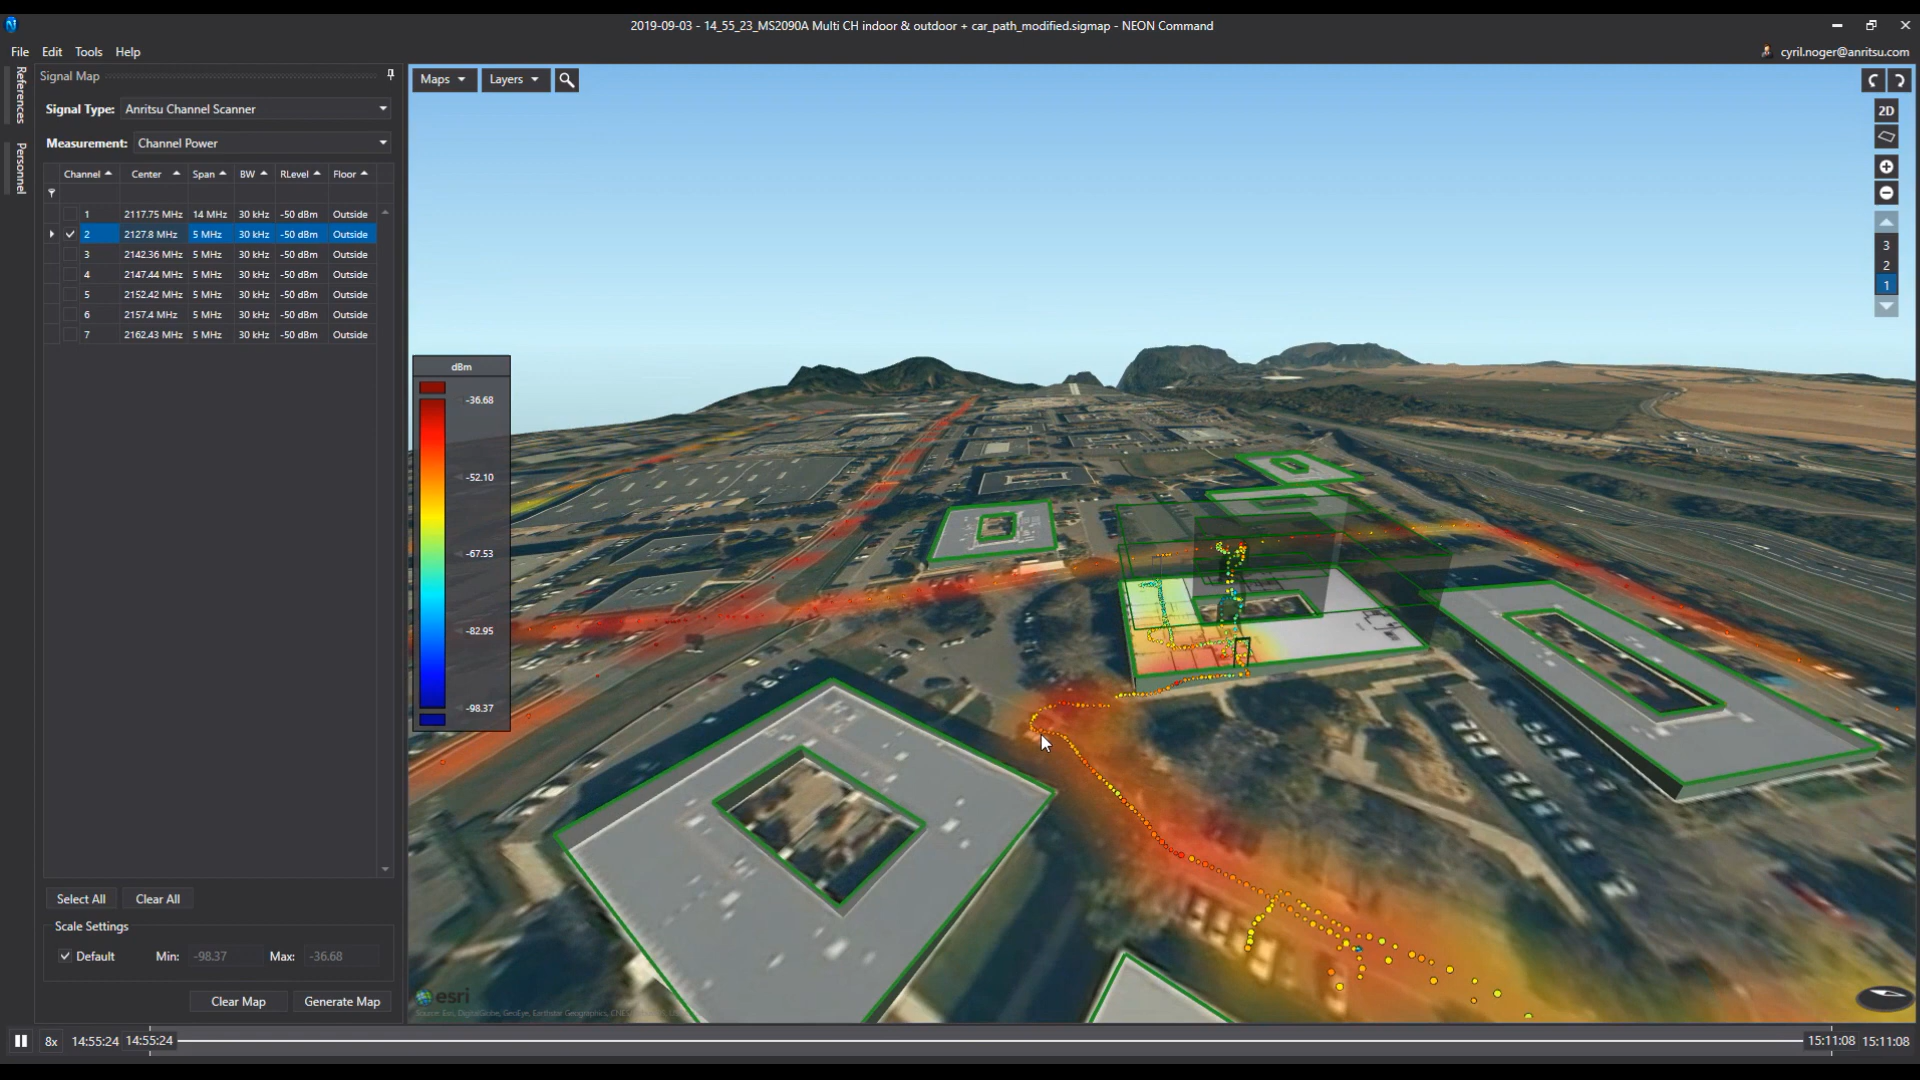 2019-09-03 - 14_55_23_MS2090A Multi CH indoor & outdoor + car_path_modified.sigmap - NEON Command
File Edit Tools Help
cyril.noger@anritsu.com
References
Personnel
Signal Map
Signal Type: Anritsu Channel Scanner
Measurement: Channel Power
Channel Center Span BW RLevel Floor
1 2117.75 MHz 14 MHz 30 kHz -50 dBm Outside
2 2127.8 MHz 5 MHz 30 kHz -50 dBm Outside
3 2142.36 MHz 5 MHz 30 kHz -50 dBm Outside
4 2147.44 MHz 5 MHz 30 kHz -50 dBm Outside
5 2152.42 MHz 5 MHz 30 kHz -50 dBm Outside
6 2157.4 MHz 5 MHz 30 kHz -50 dBm Outside
7 2162.43 MHz 5 MHz 30 kHz -50 dBm Outside
Select All Clear All
Scale Settings
Default Min: -98.37 Max: -36.68
Clear Map Generate Map
Maps Layers
dBm
-36.68
-52.10
-67.53
-82.95
-98.37
2D
3
2
1
esri
Source: Esri, DigitalGlobe, GeoEye, Earthstar Geographics,
8x 14:55:24 14:55:24 15:11:08 15:11:08